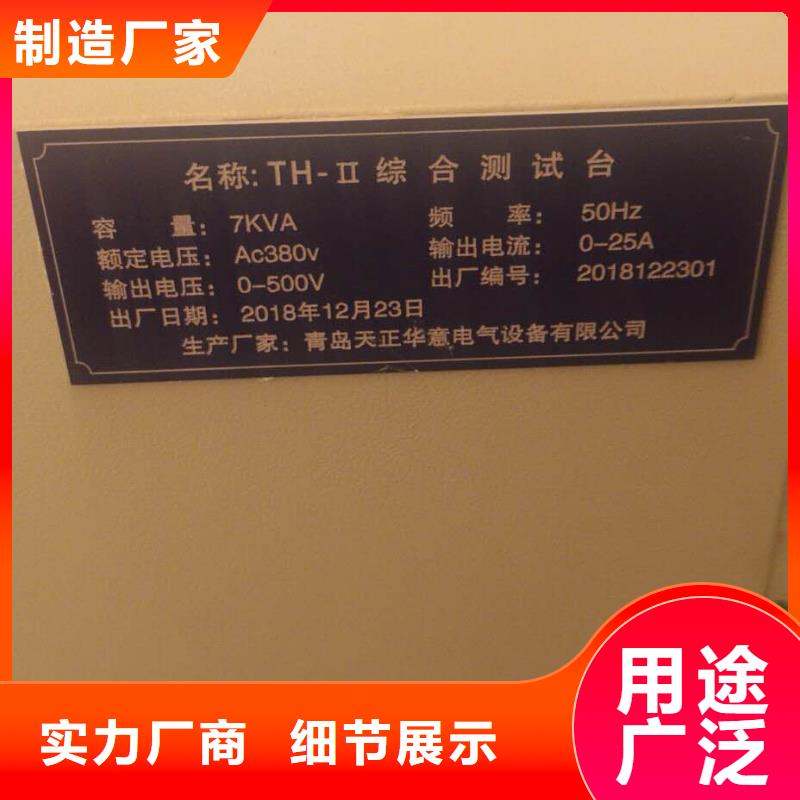 制造厂家
名称: TH-Ⅱ 综合测试台
容 量: 7KVA 频 率: 50Hz
额定电压: Ac380v 输出电流: 0-25A
输出电压: 0-500V 出厂编号: 2018122301
出厂日期: 2018年12月23日
生产厂家: 青岛天正华意电气设备有限公司
实力厂商 细节展示
用途
广泛